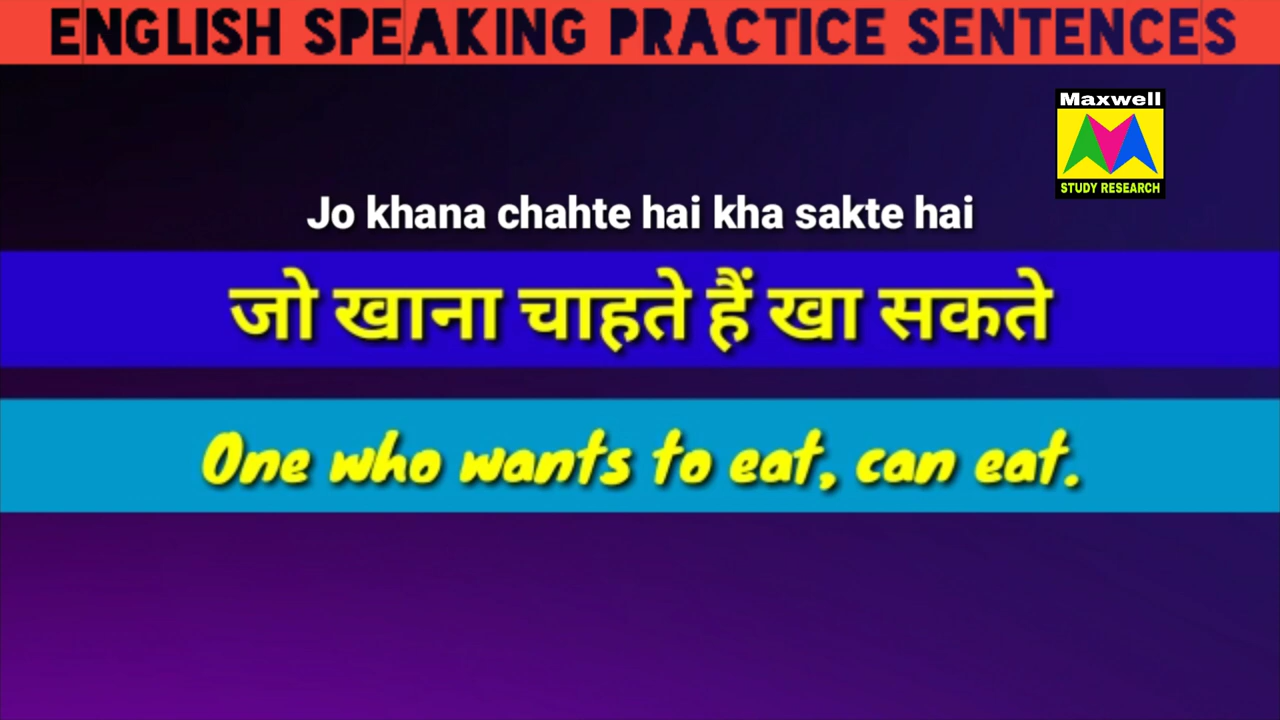 ENGLISH SPEAKING PRACTICE SENTENCES
Maxwell
STUDY RESEARCH
Jo khana chahte hai kha sakte hai
जो खाना चाहते हैं खा सकते
One who wants to eat, can eat.